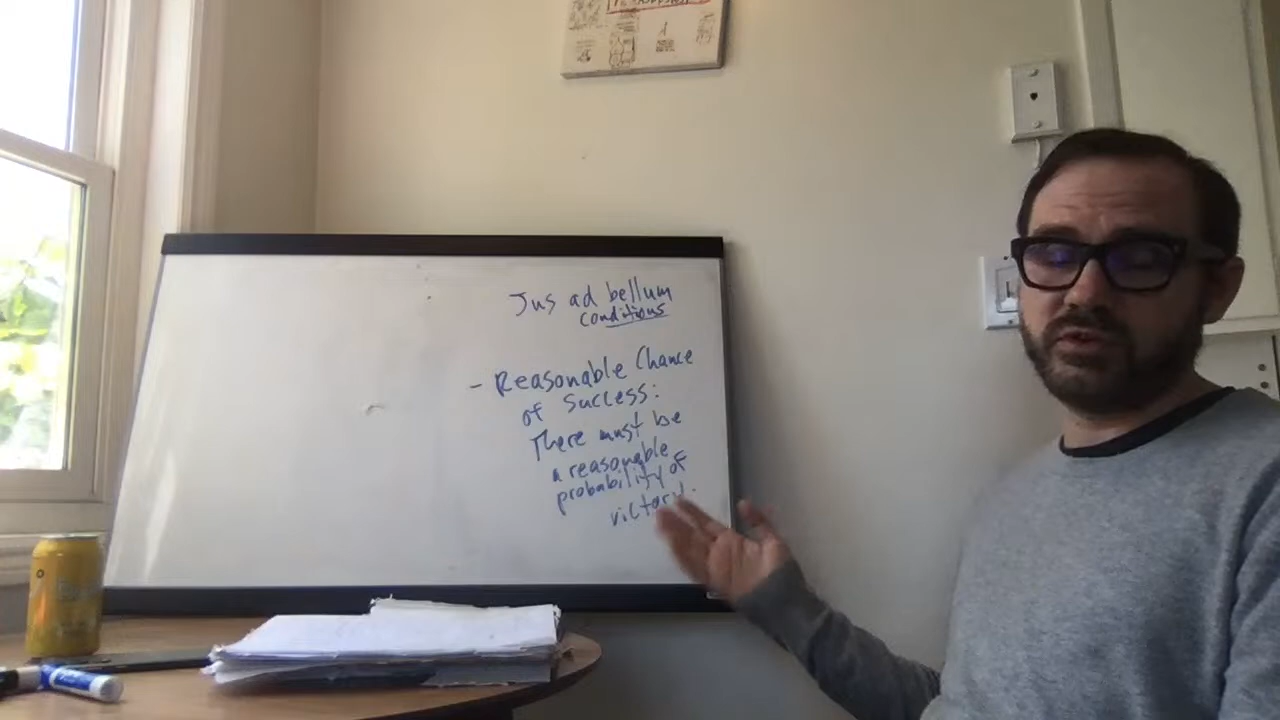 Jus ad bellum
conditions
- Reasonable Chance
of Success:
There must be
a reasonable
probability of
victory.